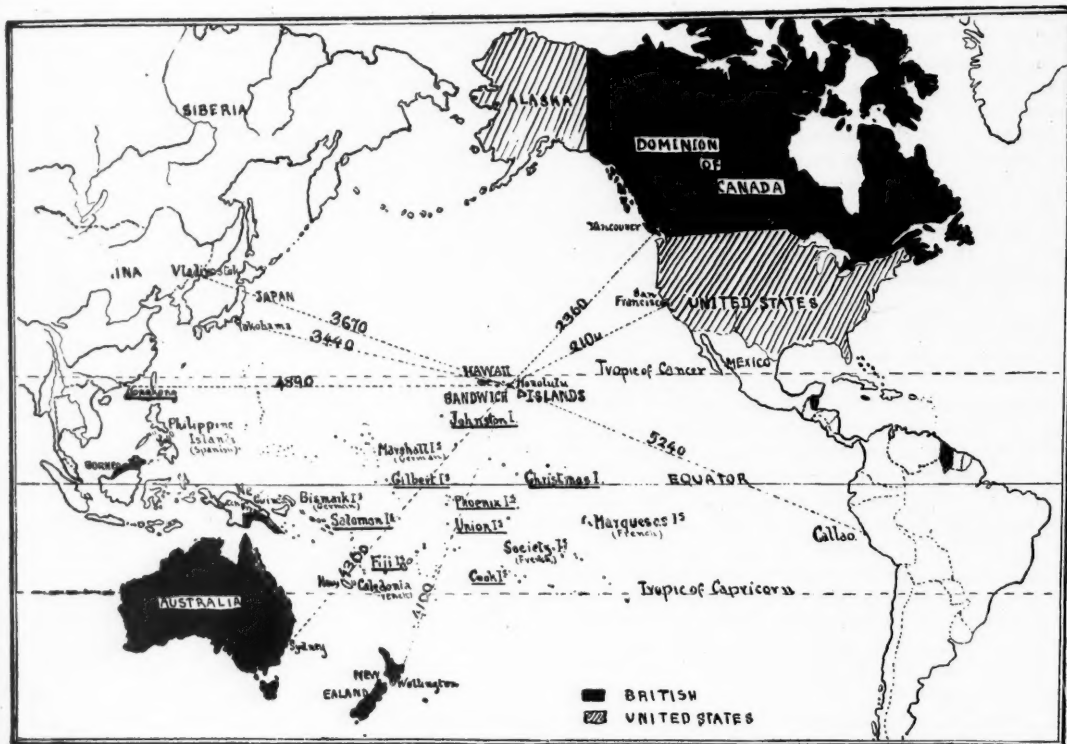 SIBERIA
ALASKA
DOMINION
OF
CANADA
Vancouver
INA
Vladivostok
JAPAN
3670
Yokohama
3440
San
Francisco
UNITED STATES
2360
2100
MEXICO
Tropic of Cancer
HAWAII
Honolulu
SANDWICH ISLANDS
Hongkong
4890
Johnston I.
Philippine
Islands
(Spanish)
Marshall Is
(German)
5240
BORNEO
Gilbert Is
Christmas I.
EQUATOR
Bismark Is
(German)
Phoenix Is
Solomon Is
Union Is
Marquesas Is
(French)
Callao
Society Is
(French)
Fiji Is
Cook Is
New
Caledonia
4100
Tropic of Capricorn
AUSTRALIA
Sydney
NEW
EALAND
Wellington
BRITISH
UNITED STATES